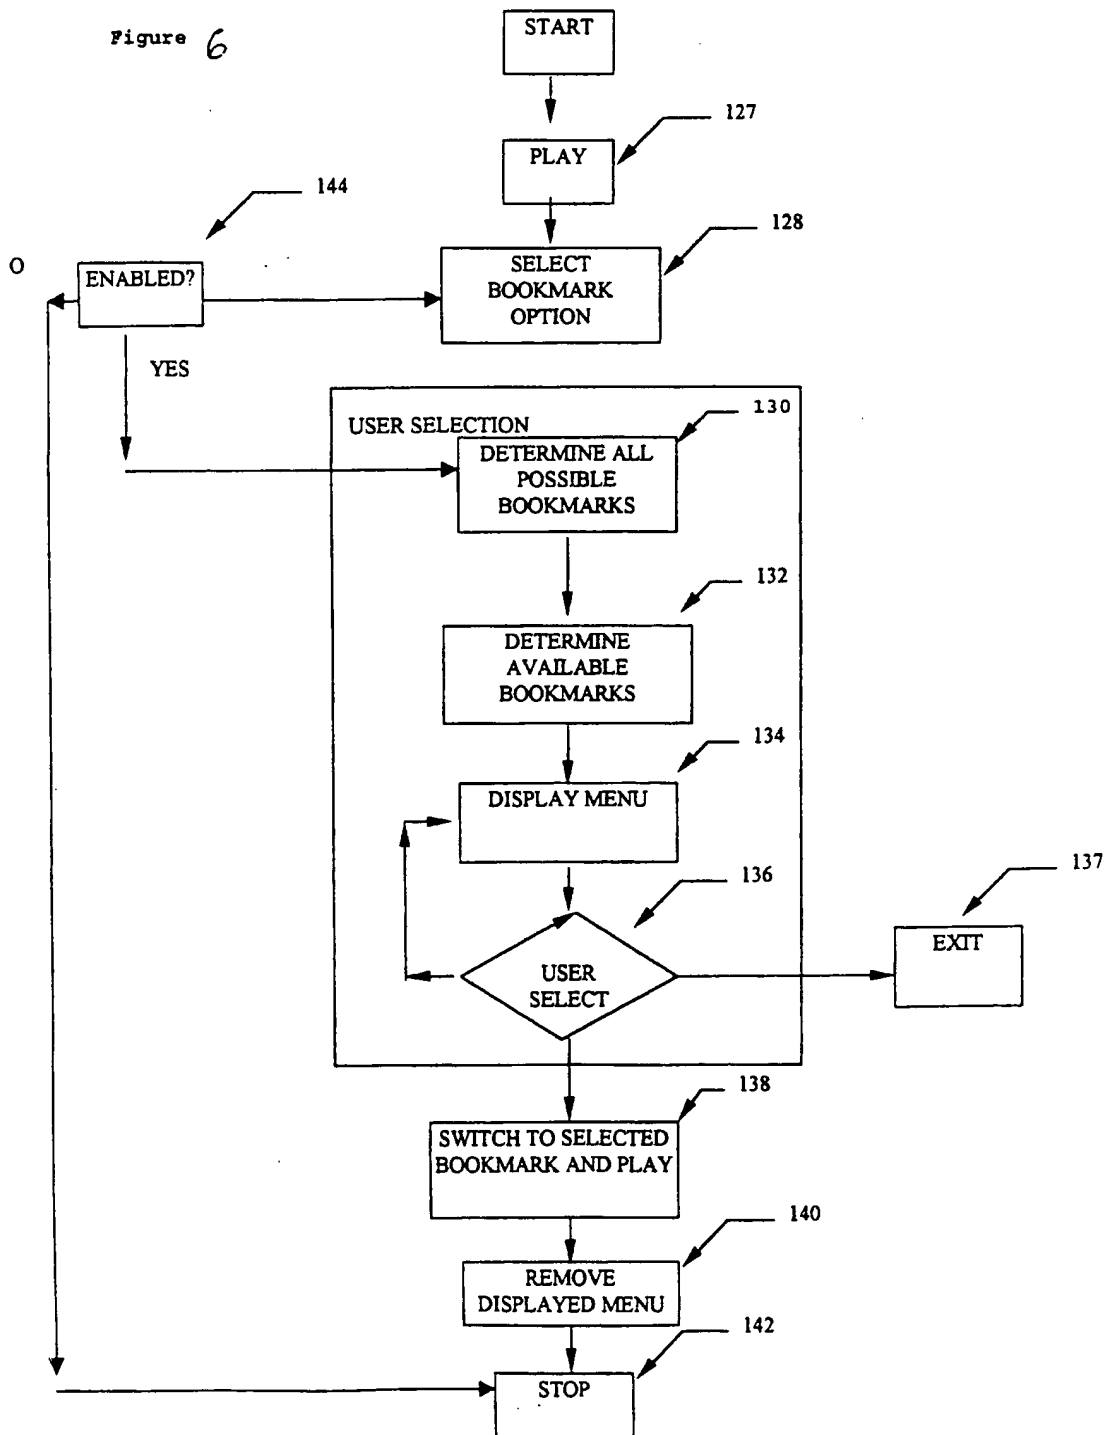 Figure 6
START
127
PLAY
144
128
O
ENABLED?
SELECT
BOOKMARK
OPTION
YES
130
USER SELECTION
DETERMINE ALL
POSSIBLE
BOOKMARKS
132
DETERMINE
AVAILABLE
BOOKMARKS
134
DISPLAY MENU
136
137
EXIT
USER
SELECT
138
SWITCH TO SELECTED
BOOKMARK AND PLAY
140
REMOVE
DISPLAYED MENU
142
STOP